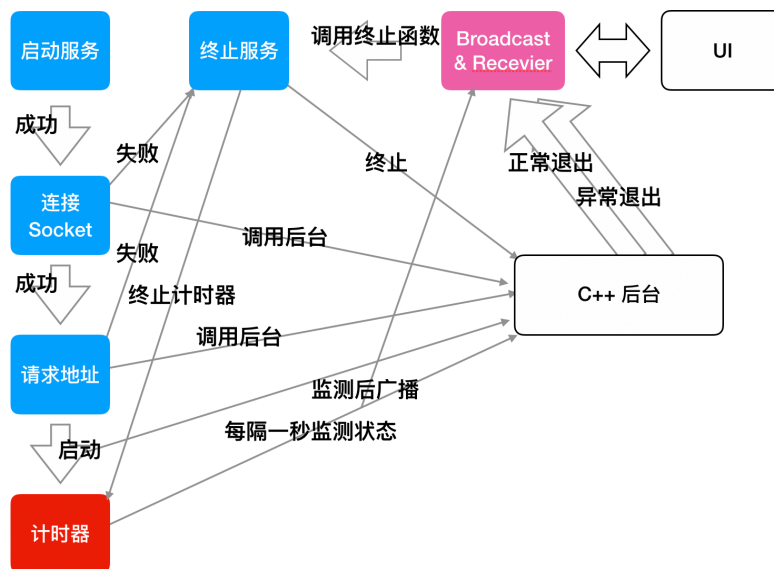 启动服务
终止服务
调用终止函数
Broadcast
& Recevier
UI
成功
失败
终止
正常退出
异常退出
连接
Socket
调用后台
成功
失败
终止计时器
C++ 后台
调用后台
请求地址
监测后广播
启动
每隔一秒监测状态
计时器